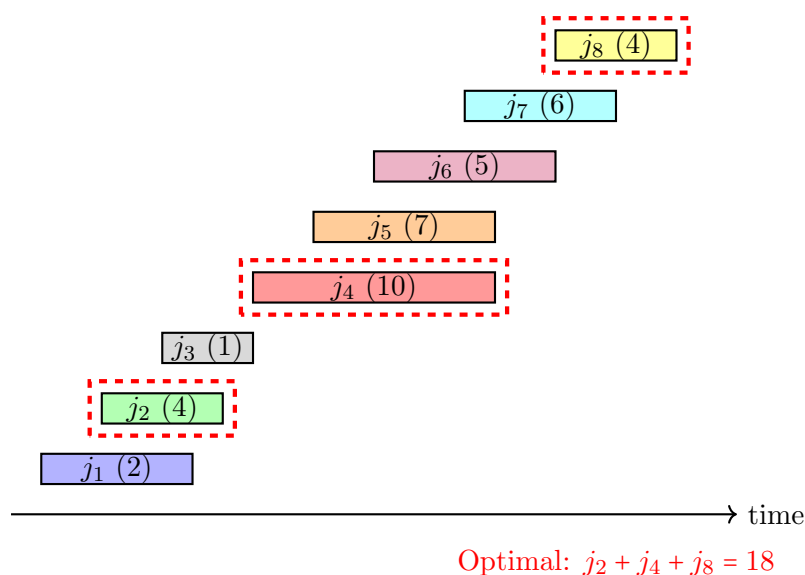 j₈ (4)
j₇ (6)
j₆ (5)
j₅ (7)
j₄ (10)
j₃ (1)
j₂ (4)
j₁ (2)
time
Optimal: j₂ + j₄ + j₈ = 18